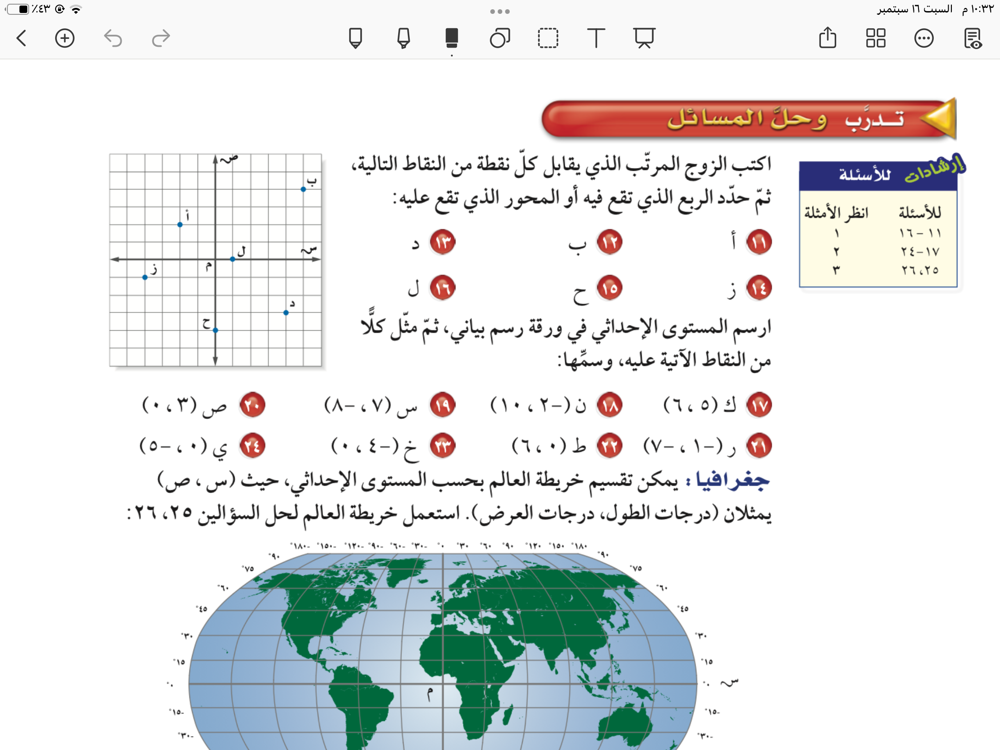 ١٠:٣٢ م السبت ١٦ سبتمبر
٤٣٪
تدرَّب وحلَّ المسائل
إرشادات للأسئلة
للأسئلة انظر الأمثلة
١١ – ١٦ ١
١٧–٢٤ ٢
٢٥، ٢٦ ٣
اكتب الزوج المرتّب الذي يقابل كلّ نقطة من النقاط التالية،
ثمّ حدّد الربع الذي تقع فيه أو المحور الذي تقع عليه:
١١ أ ١٢ ب ١٣ د
١٤ ز ١٥ ح ١٦ ل
ص
ب
أ
ل
س
م
ز
د
ح
ارسم المستوى الإحداثي في ورقة رسم بياني، ثمّ مثّل كلًّا
من النقاط الآتية عليه، وسمِّها:
١٧ ك (٥ ، ٦) ١٨ ن (–٢ ، ١٠) ١٩ س (٧ ، –٨) ٢٠ ص (٣ ، ٠)
٢١ ر (–١ ، –٧) ٢٢ ط (٠ ، ٦) ٢٣ خ (–٤ ، ٠) ٢٤ ي (٠ ، –٥)
جغرافيا: يمكن تقسيم خريطة العالم بحسب المستوى الإحداثي، حيث (س ، ص)
يمثلان (درجات الطول، درجات العرض). استعمل خريطة العالم لحل السؤالين ٢٥، ٢٦:
-١٨٠° -١٥٠° -١٢٠° -٩٠° -٦٠° -٣٠° ٠° ٣٠° ٦٠° ٩٠° ١٢٠° ١٥٠° ١٨٠°
٩٠° ٩٠°
٧٥° ٧٥°
٦٠° ٦٠°
٤٥° ٤٥°
٣٠° ٣٠°
١٥° ١٥°
٠° ٠° س
م
-١٥° -١٥°
-٣٠° -٣٠°